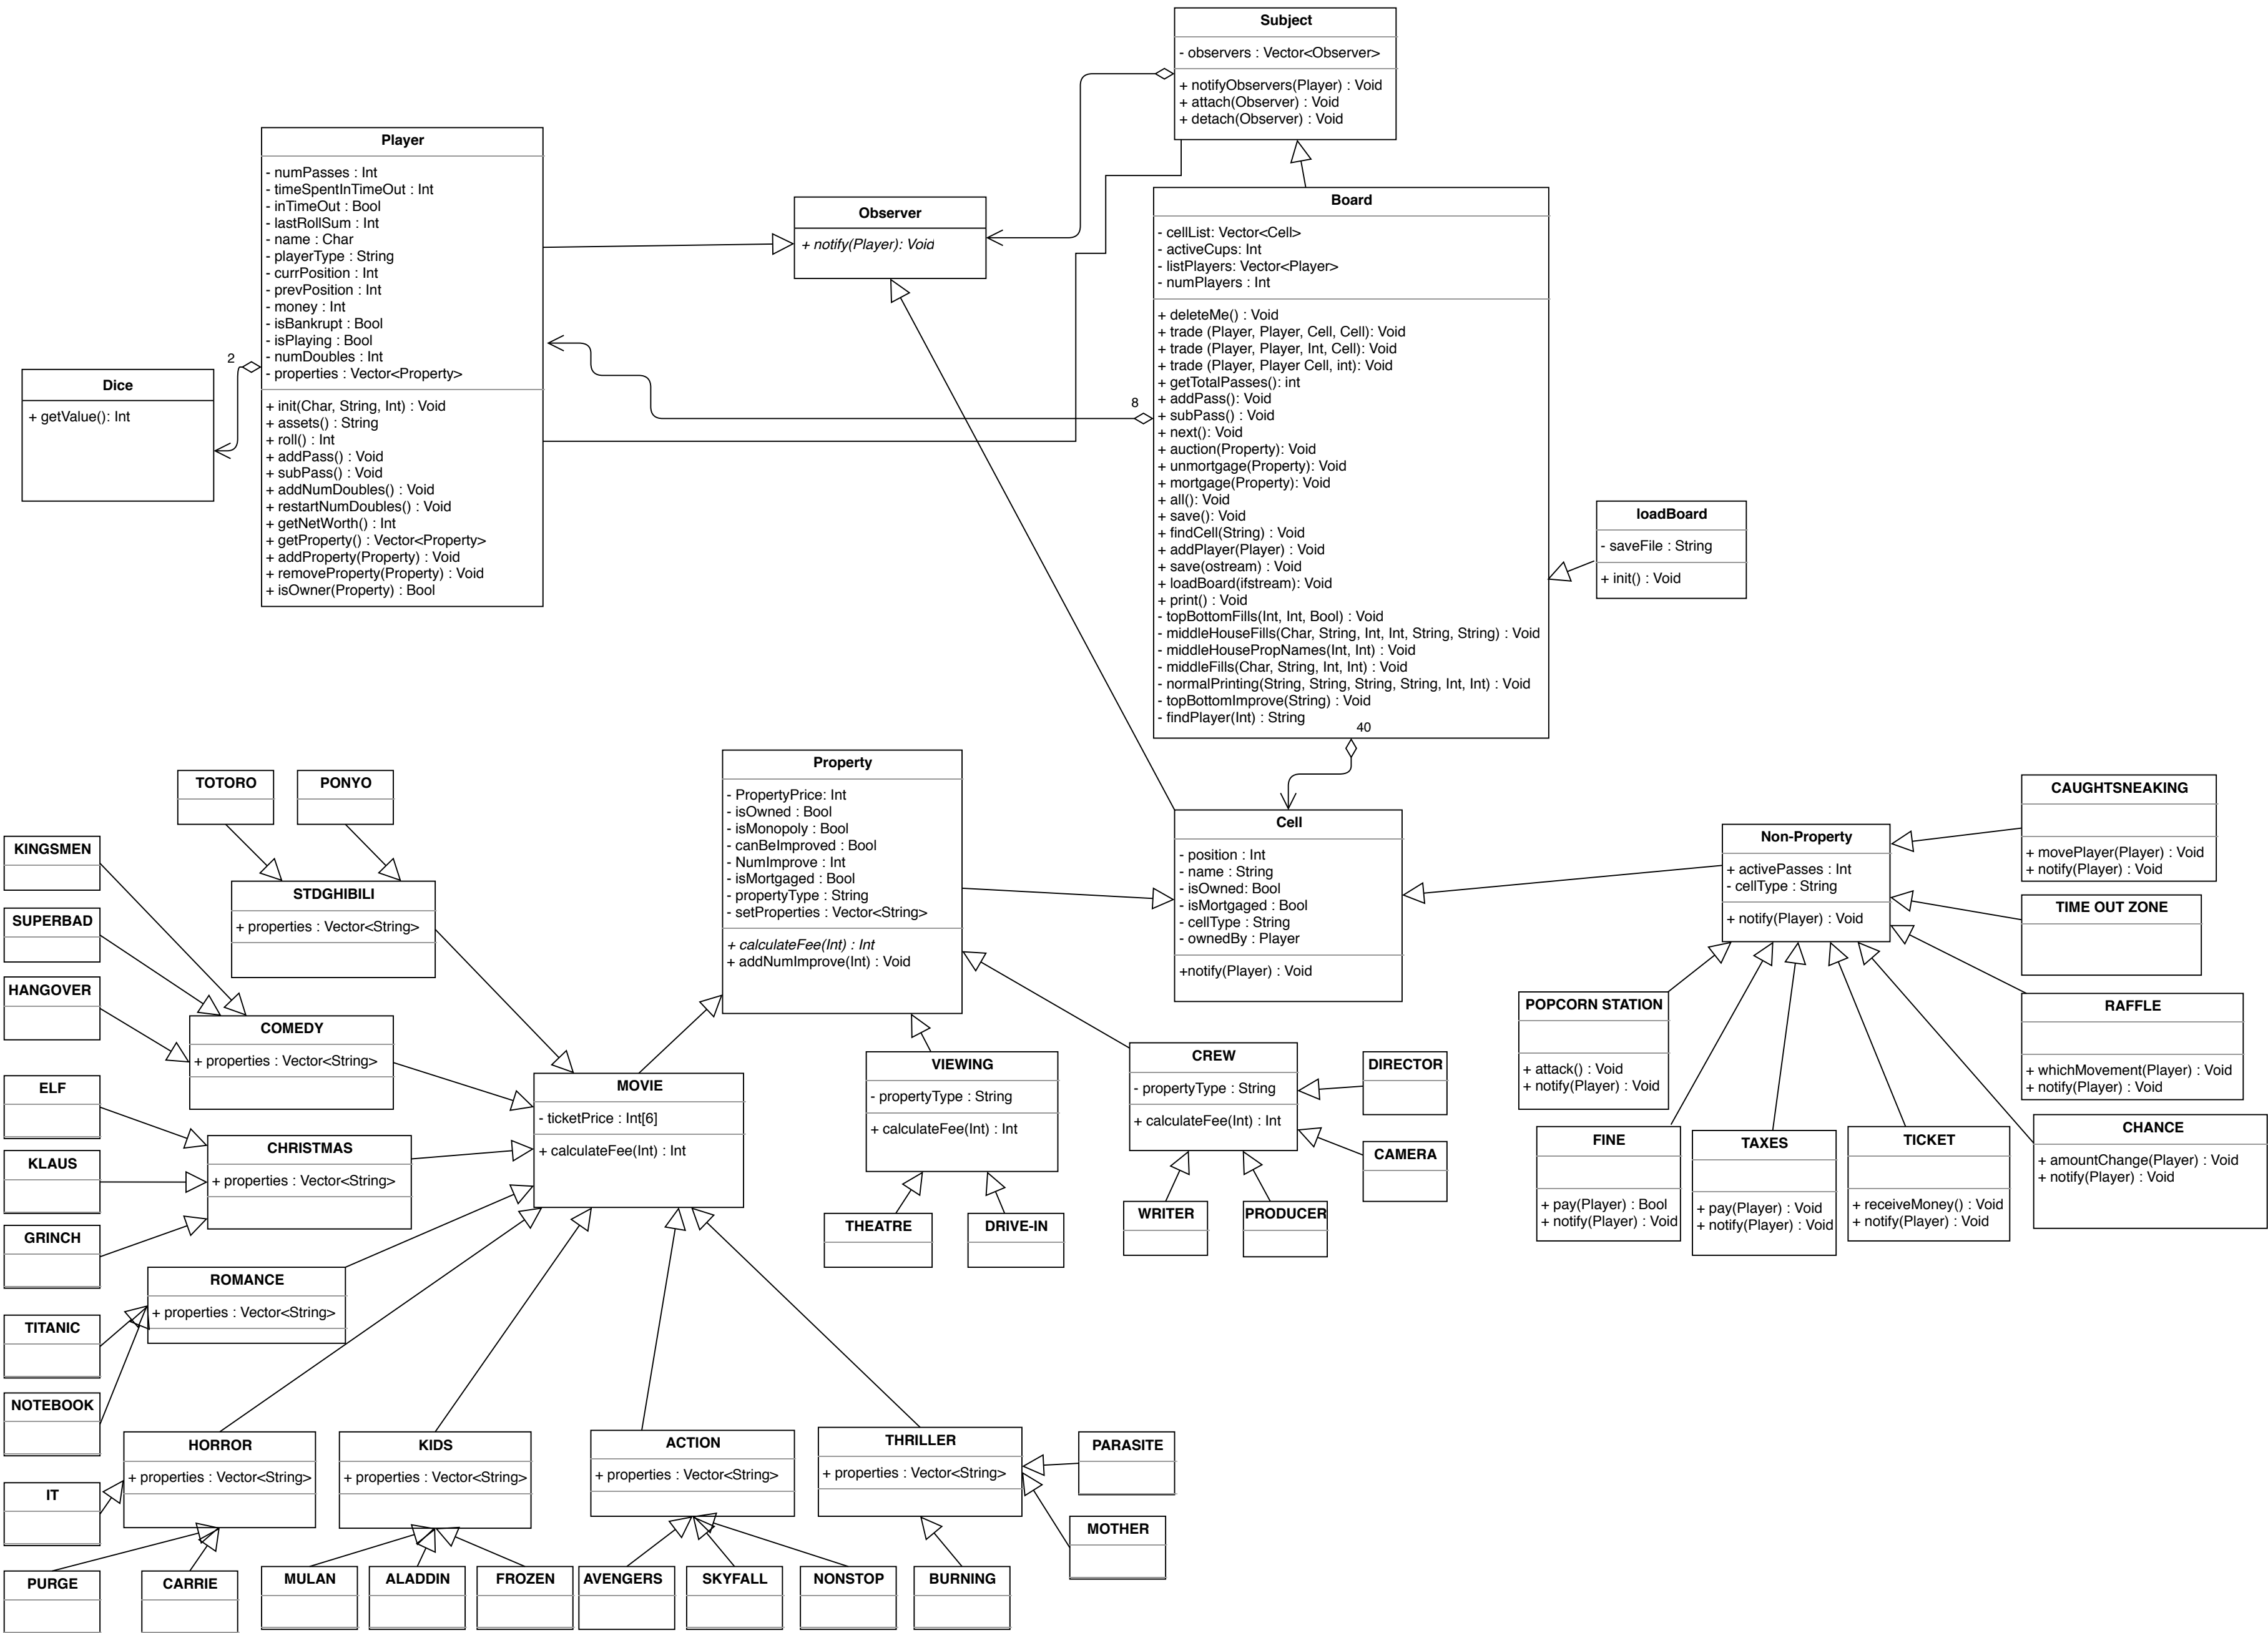 Subject
- observers : Vector<Observer>
+ notifyObservers(Player) : Void
+ attach(Observer) : Void
+ detach(Observer) : Void
Player
- numPasses : Int
- timeSpentInTimeOut : Int
- inTimeOut : Bool
- lastRollSum : Int
- name : Char
- playerType : String
- currPosition : Int
- prevPosition : Int
- money : Int
- isBankrupt : Bool
- isPlaying : Bool
- numDoubles : Int
- properties : Vector<Property>
+ init(Char, String, Int) : Void
+ assets() : String
+ roll() : Int
+ addPass() : Void
+ subPass() : Void
+ addNumDoubles() : Void
+ restartNumDoubles() : Void
+ getNetWorth() : Int
+ getProperty() : Vector<Property>
+ addProperty(Property) : Void
+ removeProperty(Property) : Void
+ isOwner(Property) : Bool
2
Dice
+ getValue(): Int
Observer
+ notify(Player): Void
Board
- cellList: Vector<Cell>
- activeCups: Int
- listPlayers: Vector<Player>
- numPlayers : Int
+ deleteMe() : Void
+ trade (Player, Player, Cell, Cell): Void
+ trade (Player, Player, Int, Cell): Void
+ trade (Player, Player Cell, int): Void
+ getTotalPasses(): int
+ addPass(): Void
+ subPass() : Void
+ next(): Void
+ auction(Property): Void
+ unmortgage(Property): Void
+ mortgage(Property): Void
+ all(): Void
+ save(): Void
+ findCell(String) : Void
+ addPlayer(Player) : Void
+ save(ostream) : Void
+ loadBoard(ifstream): Void
+ print() : Void
- topBottomFills(Int, Int, Bool) : Void
- middleHouseFills(Char, String, Int, Int, String, String) : Void
- middleHousePropNames(Int, Int) : Void
- middleFills(Char, String, Int, Int) : Void
- normalPrinting(String, String, String, String, Int, Int) : Void
- topBottomImprove(String) : Void
- findPlayer(Int) : String
8
40
loadBoard
- saveFile : String
+ init() : Void
Property
- PropertyPrice: Int
- isOwned : Bool
- isMonopoly : Bool
- canBeImproved : Bool
- NumImprove : Int
- isMortgaged : Bool
- propertyType : String
- setProperties : Vector<String>
+ calculateFee(Int) : Int
+ addNumImprove(Int) : Void
Cell
- position : Int
- name : String
- isOwned: Bool
- isMortgaged : Bool
- cellType : String
- ownedBy : Player
+notify(Player) : Void
Non-Property
+ activePasses : Int
- cellType : String
+ notify(Player) : Void
CAUGHTSNEAKING
+ movePlayer(Player) : Void
+ notify(Player) : Void
TIME OUT ZONE
RAFFLE
+ whichMovement(Player) : Void
+ notify(Player) : Void
POPCORN STATION
+ attack() : Void
+ notify(Player) : Void
FINE
+ pay(Player) : Bool
+ notify(Player) : Void
TAXES
+ pay(Player) : Void
+ notify(Player) : Void
TICKET
+ receiveMoney() : Void
+ notify(Player) : Void
CHANCE
+ amountChange(Player) : Void
+ notify(Player) : Void
TOTORO
PONYO
KINGSMEN
SUPERBAD
HANGOVER
STDGHIBILI
+ properties : Vector<String>
COMEDY
+ properties : Vector<String>
ELF
KLAUS
GRINCH
CHRISTMAS
+ properties : Vector<String>
MOVIE
- ticketPrice : Int[6]
+ calculateFee(Int) : Int
VIEWING
- propertyType : String
+ calculateFee(Int) : Int
THEATRE
DRIVE-IN
CREW
- propertyType : String
+ calculateFee(Int) : Int
DIRECTOR
CAMERA
WRITER
PRODUCER
ROMANCE
+ properties : Vector<String>
TITANIC
NOTEBOOK
HORROR
+ properties : Vector<String>
IT
PURGE
CARRIE
KIDS
+ properties : Vector<String>
MULAN
ALADDIN
FROZEN
ACTION
+ properties : Vector<String>
AVENGERS
SKYFALL
NONSTOP
THRILLER
+ properties : Vector<String>
PARASITE
MOTHER
BURNING